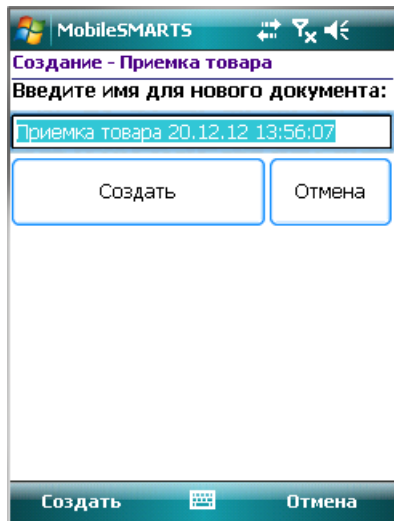 MobileSMARTS
Создание - Приемка товара
Введите имя для нового документа:
Приемка товара 20.12.12 13:56:07
Создать Отмена
Создать Отмена